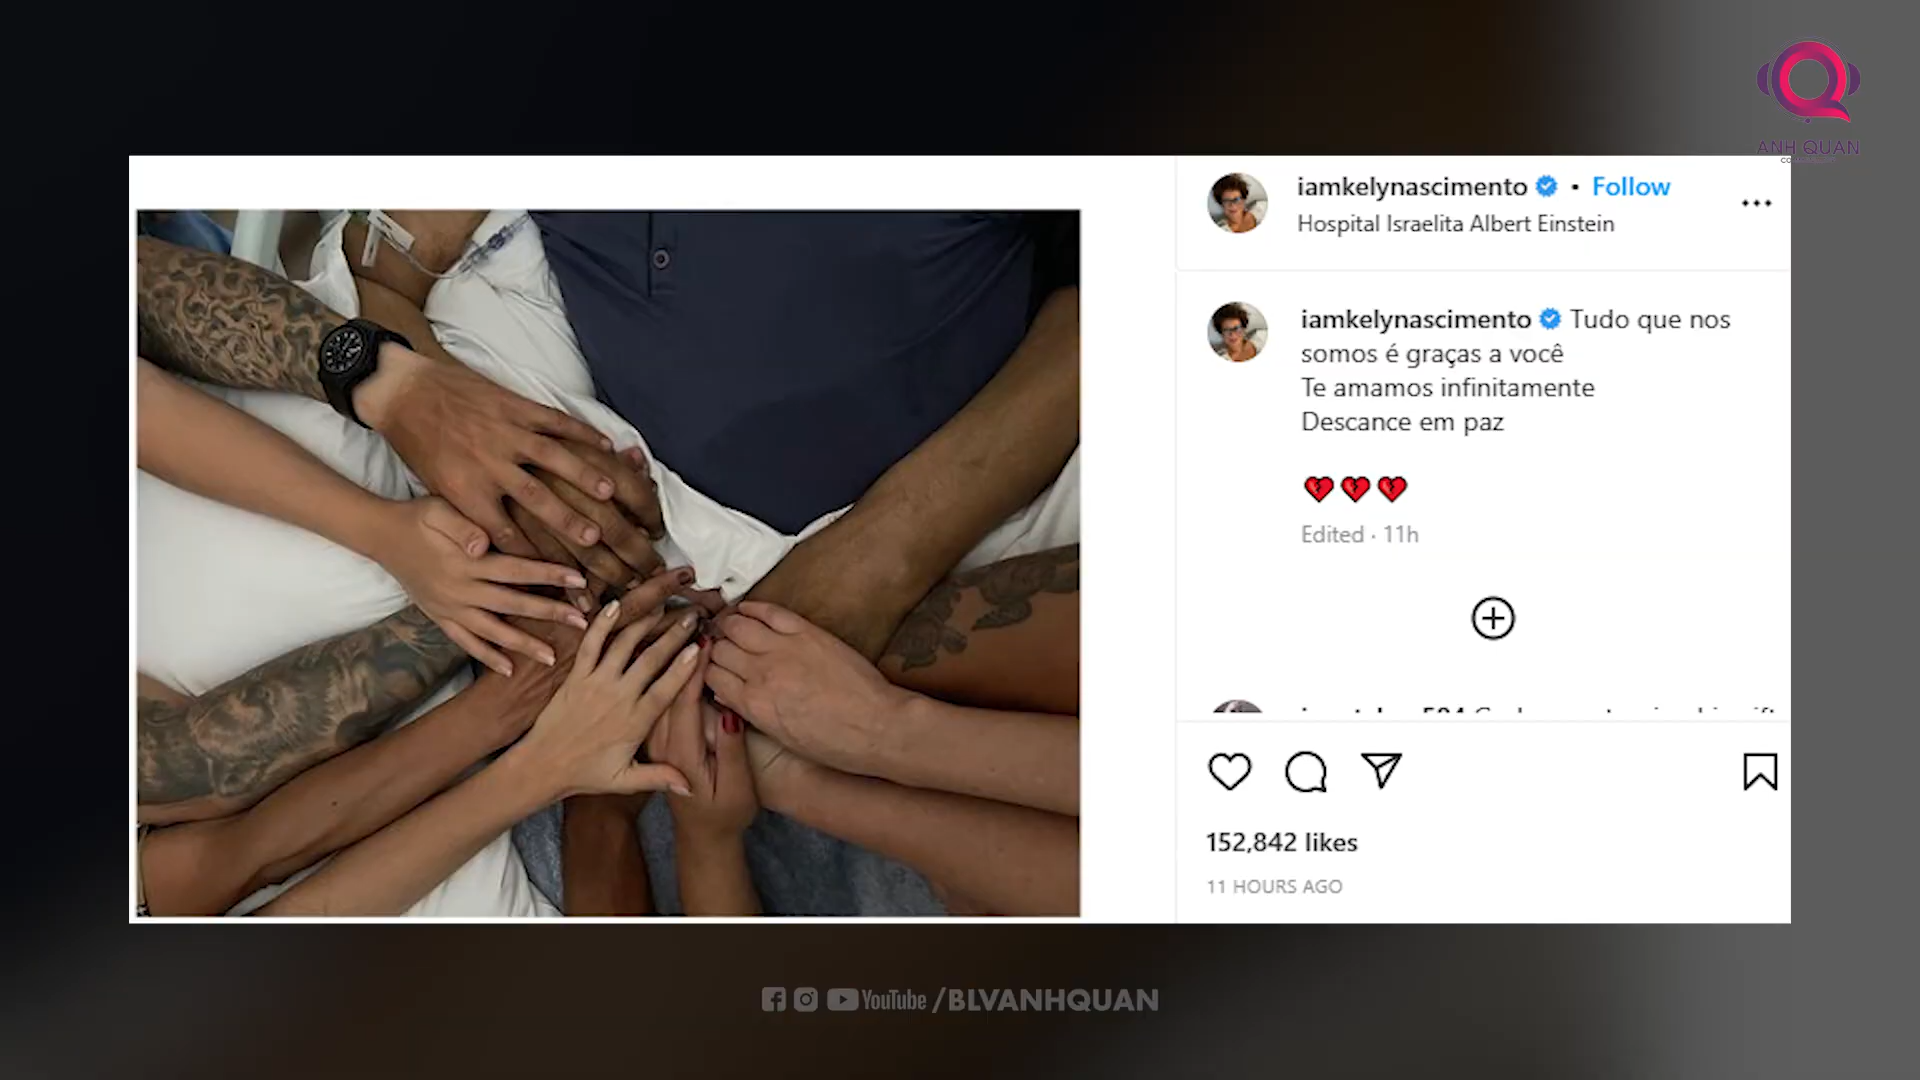 ANH QUAN
iamkelynascimento • Follow
Hospital Israelita Albert Einstein
iamkelynascimento Tudo que nos
somos é graças a você
Te amamos infinitamente
Descance em paz
Edited · 11h
152,842 likes
11 HOURS AGO
YouTube /BLVANHQUAN